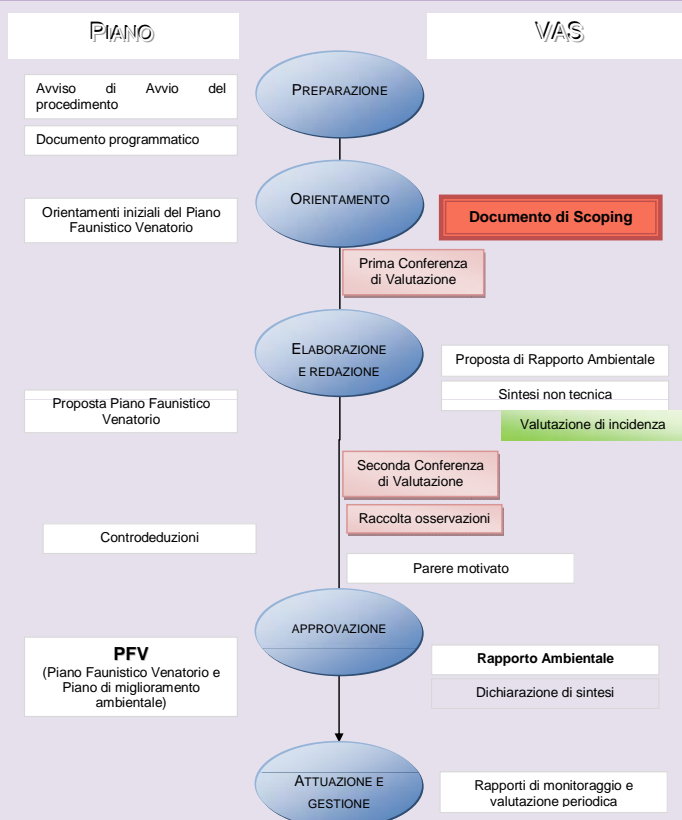 PIANO
VAS
PREPARAZIONE
Avviso di Avvio del
procedimento
Documento programmatico
ORIENTAMENTO
Orientamenti iniziali del Piano
Faunistico Venatorio
Documento di Scoping
Prima Conferenza
di Valutazione
ELABORAZIONE
E REDAZIONE
Proposta di Rapporto Ambientale
Sintesi non tecnica
Proposta Piano Faunistico
Venatorio
Valutazione di incidenza
Seconda Conferenza
di Valutazione
Raccolta osservazioni
Controdeduzioni
Parere motivato
APPROVAZIONE
PFV
(Piano Faunistico Venatorio e
Piano di miglioramento
ambientale)
Rapporto Ambientale
Dichiarazione di sintesi
ATTUAZIONE E
GESTIONE
Rapporti di monitoraggio e
valutazione periodica